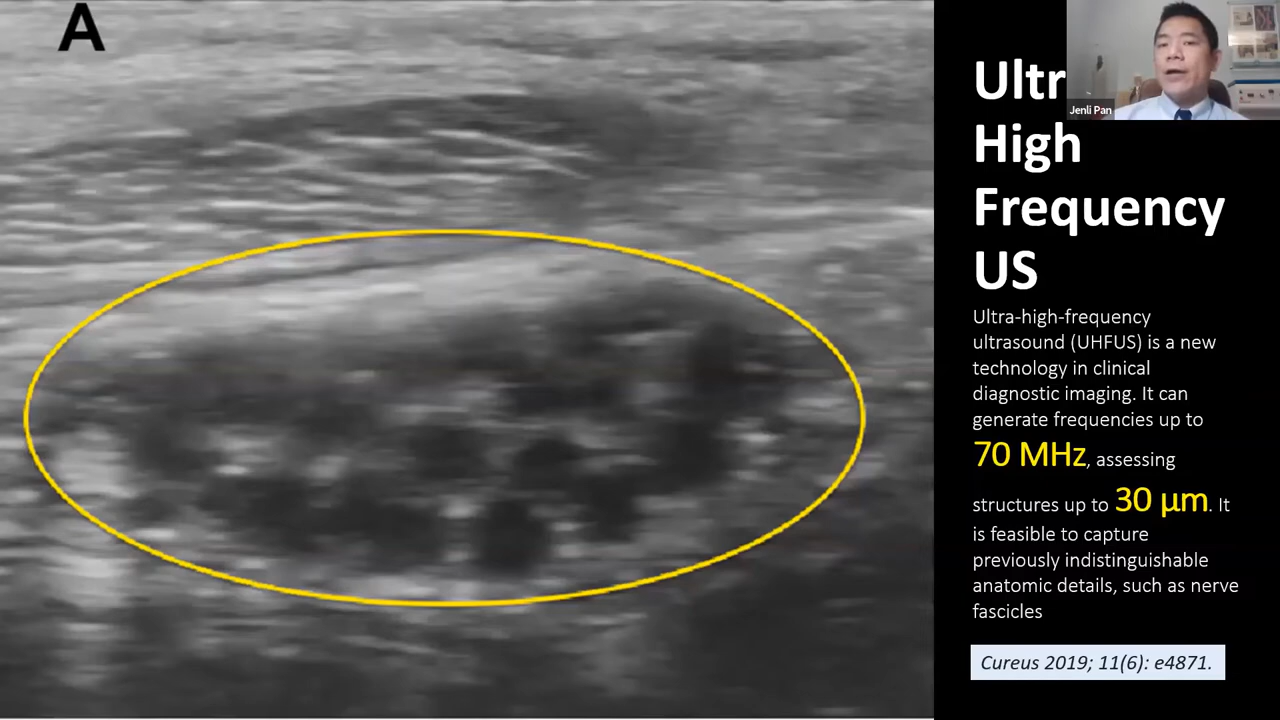 A
Ultr
Jenli Pan
High
Frequency
US
Ultra-high-frequency
ultrasound (UHFUS) is a new
technology in clinical
diagnostic imaging. It can
generate frequencies up to
70 MHz, assessing
structures up to 30 µm. It
is feasible to capture
previously indistinguishable
anatomic details, such as nerve
fascicles
Cureus 2019; 11(6): e4871.